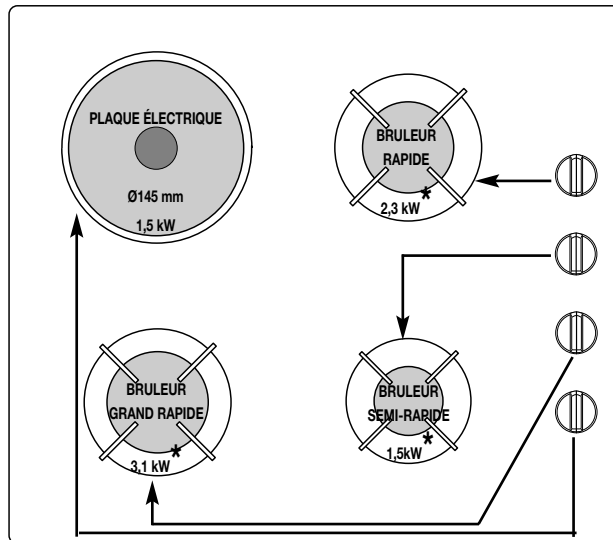 PLAQUE ÉLECTRIQUE
Ø145 mm
1,5 kW
BRULEUR
RAPIDE
*
2,3 kW
BRULEUR
GRAND RAPIDE
*
3,1 kW
BRULEUR
SEMI-RAPIDE
*
1,5kW